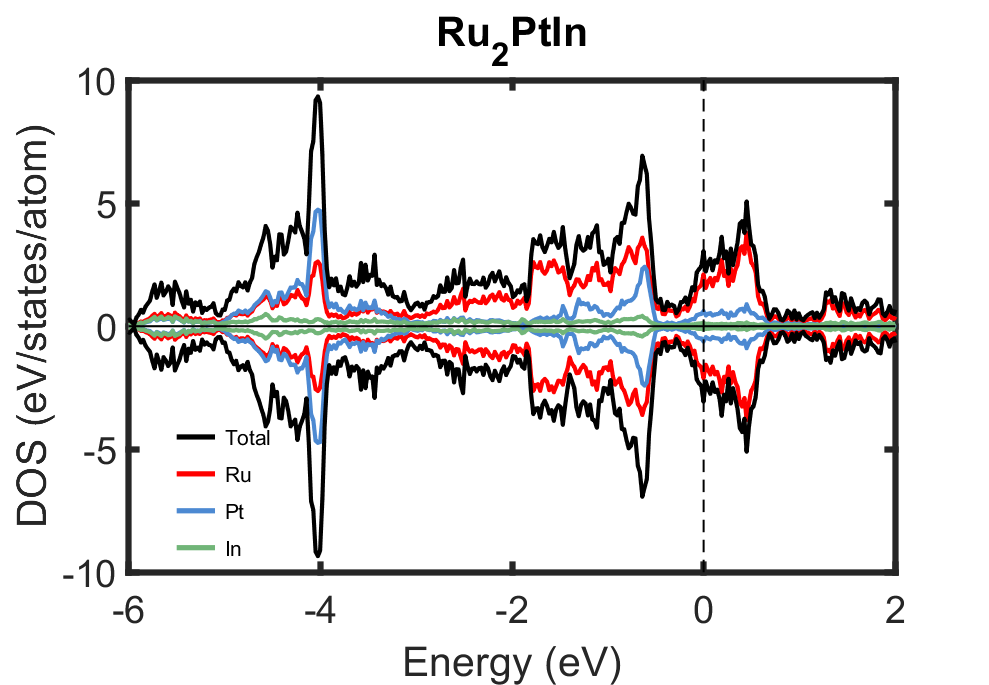 Ru₂PtIn
10
5
0
-5
-10
DOS (eV/states/atom)
Total
Ru
Pt
In
-6 -4 -2 0 2
Energy (eV)